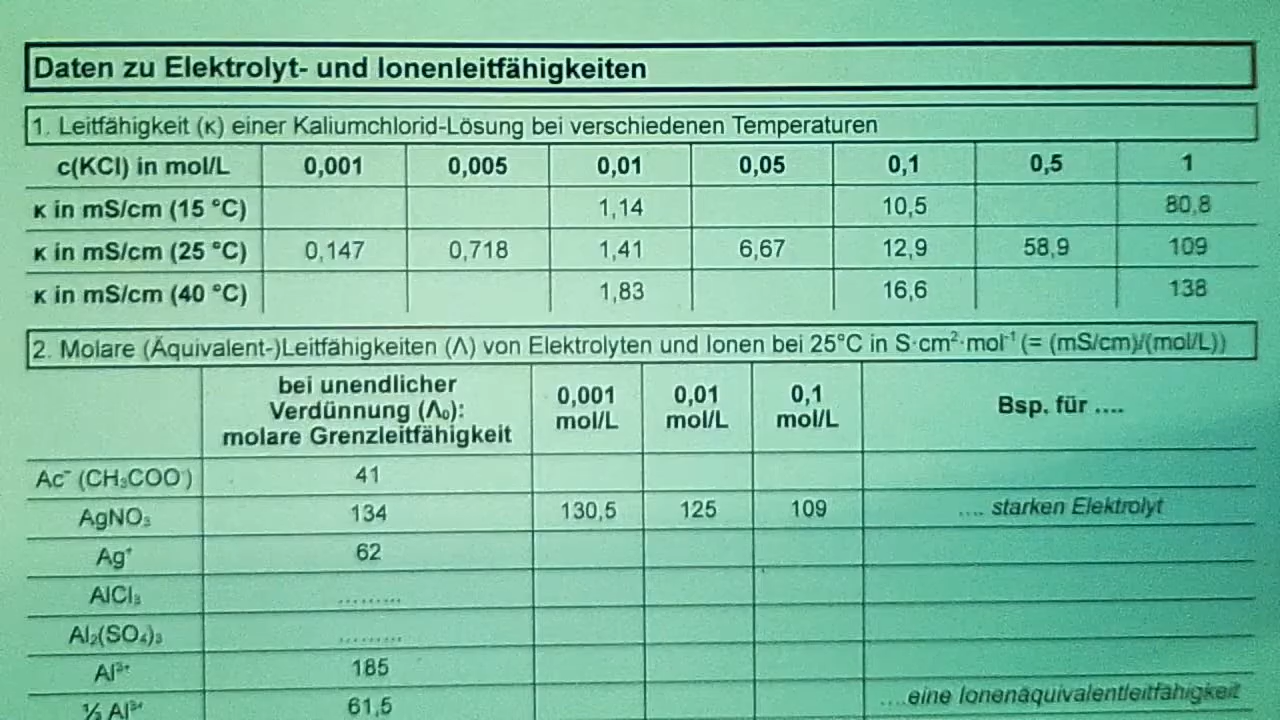 Daten zu Elektrolyt- und Ionenleitfähigkeiten
1. Leitfähigkeit (κ) einer Kaliumchlorid-Lösung bei verschiedenen Temperaturen
c(KCl) in mol/L 0,001 0,005 0,01 0,05 0,1 0,5 1
κ in mS/cm (15 °C) 1,14 10,5 80,8
κ in mS/cm (25 °C) 0,147 0,718 1,41 6,67 12,9 58,9 109
κ in mS/cm (40 °C) 1,83 16,6 138
2. Molare (Äquivalent-)Leitfähigkeiten (Λ) von Elektrolyten und Ionen bei 25°C in S·cm²·mol⁻¹ (= (mS/cm)/(mol/L))
bei unendlicher
Verdünnung (Λ₀):
molare Grenzleitfähigkeit
0,001
mol/L
0,01
mol/L
0,1
mol/L
Bsp. für ....
Ac⁻ (CH₃COO⁻) 41
AgNO₃ 134 130,5 125 109 .... starken Elektrolyt
Ag⁺ 62
AlCl₃ .........
Al₂(SO₄)₃ .........
Al³⁺ 185
⅓ Al³⁺ 61,5 ....eine Ionenäquivalentleitfähigkeit